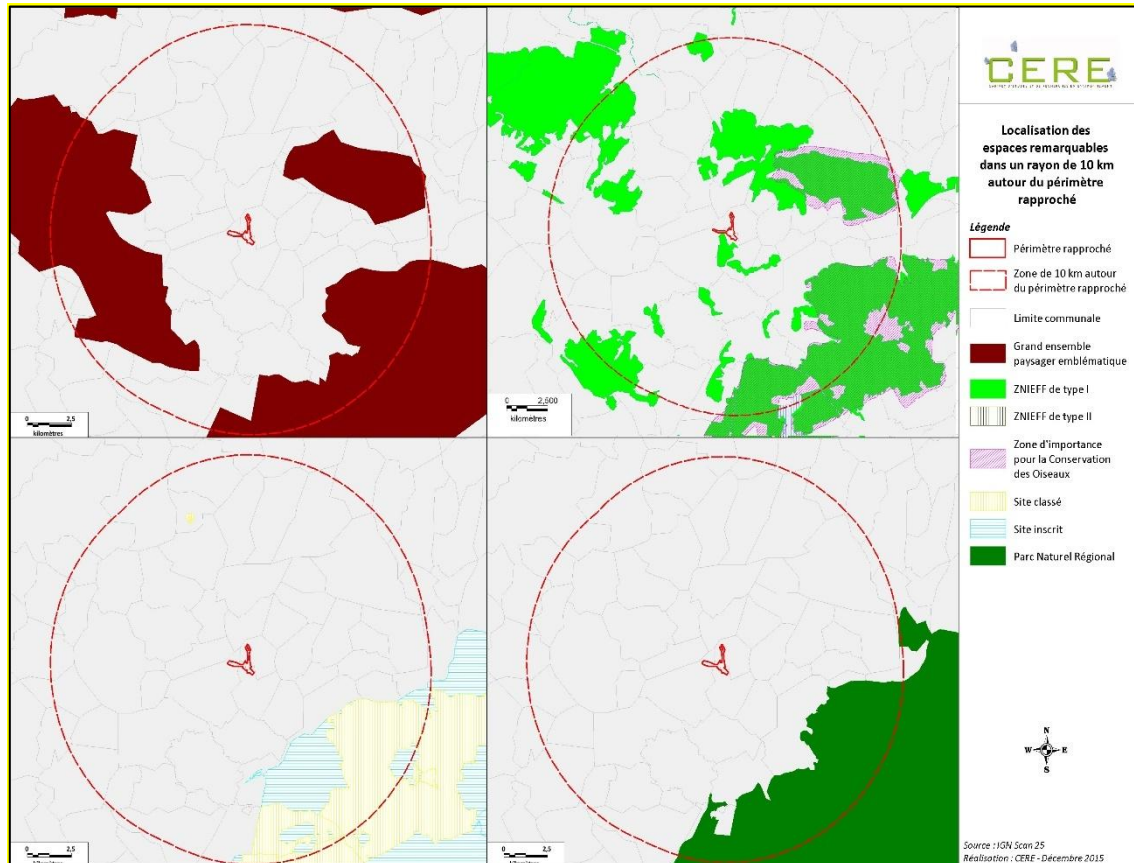 CERE
Localisation des
espaces remarquables
dans un rayon de 10 km
autour du périmètre
rapproché
Légende
Périmètre rapproché
Zone de 10 km autour
du périmètre rapproché
Limite communale
Grand ensemble
paysager emblématique
ZNIEFF de type I
ZNIEFF de type II
Zone d'importance
pour la Conservation
des Oiseaux
Site classé
Site inscrit
Parc Naturel Régional
0 2,5
kilomètres
0 2,500
kilomètres
0 2,5
kilomètres
0 2,5
kilomètres
N
W E
S
Source : IGN Scan 25
Réalisation : CERE - Décembre 2015